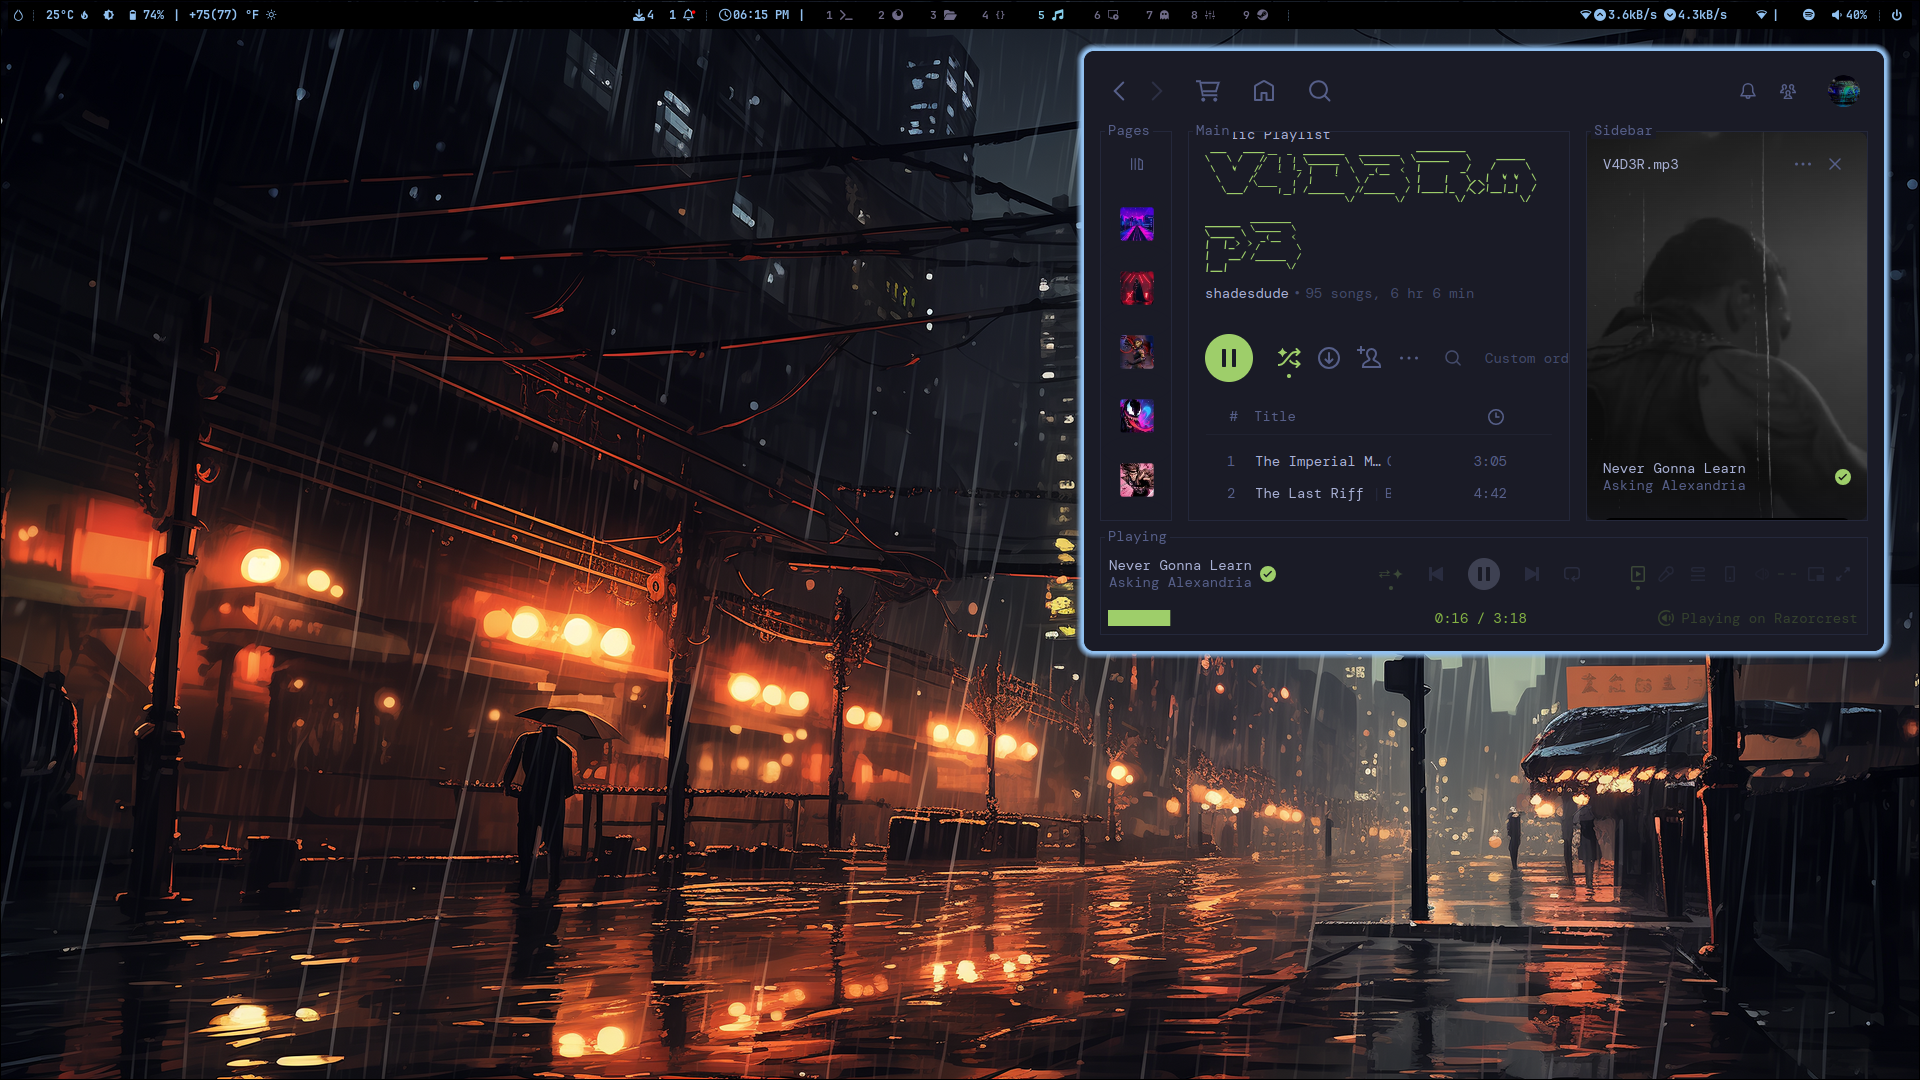 25°C 74% | +75(77) °F
4 1 06:15 PM | 1 2 3 4 5 6 7 8 9
3.6kB/s 4.3kB/s | 40%
Pages
Main
lic Playlist
V4D3R.m
p3
shadesdude • 95 songs, 6 hr 6 min
Custom ord
# Title
1 The Imperial M… 3:05
2 The Last Riff 4:42
Sidebar
V4D3R.mp3
Never Gonna Learn
Asking Alexandria
Playing
Never Gonna Learn
Asking Alexandria
0:16 / 3:18
Playing on Razorcrest